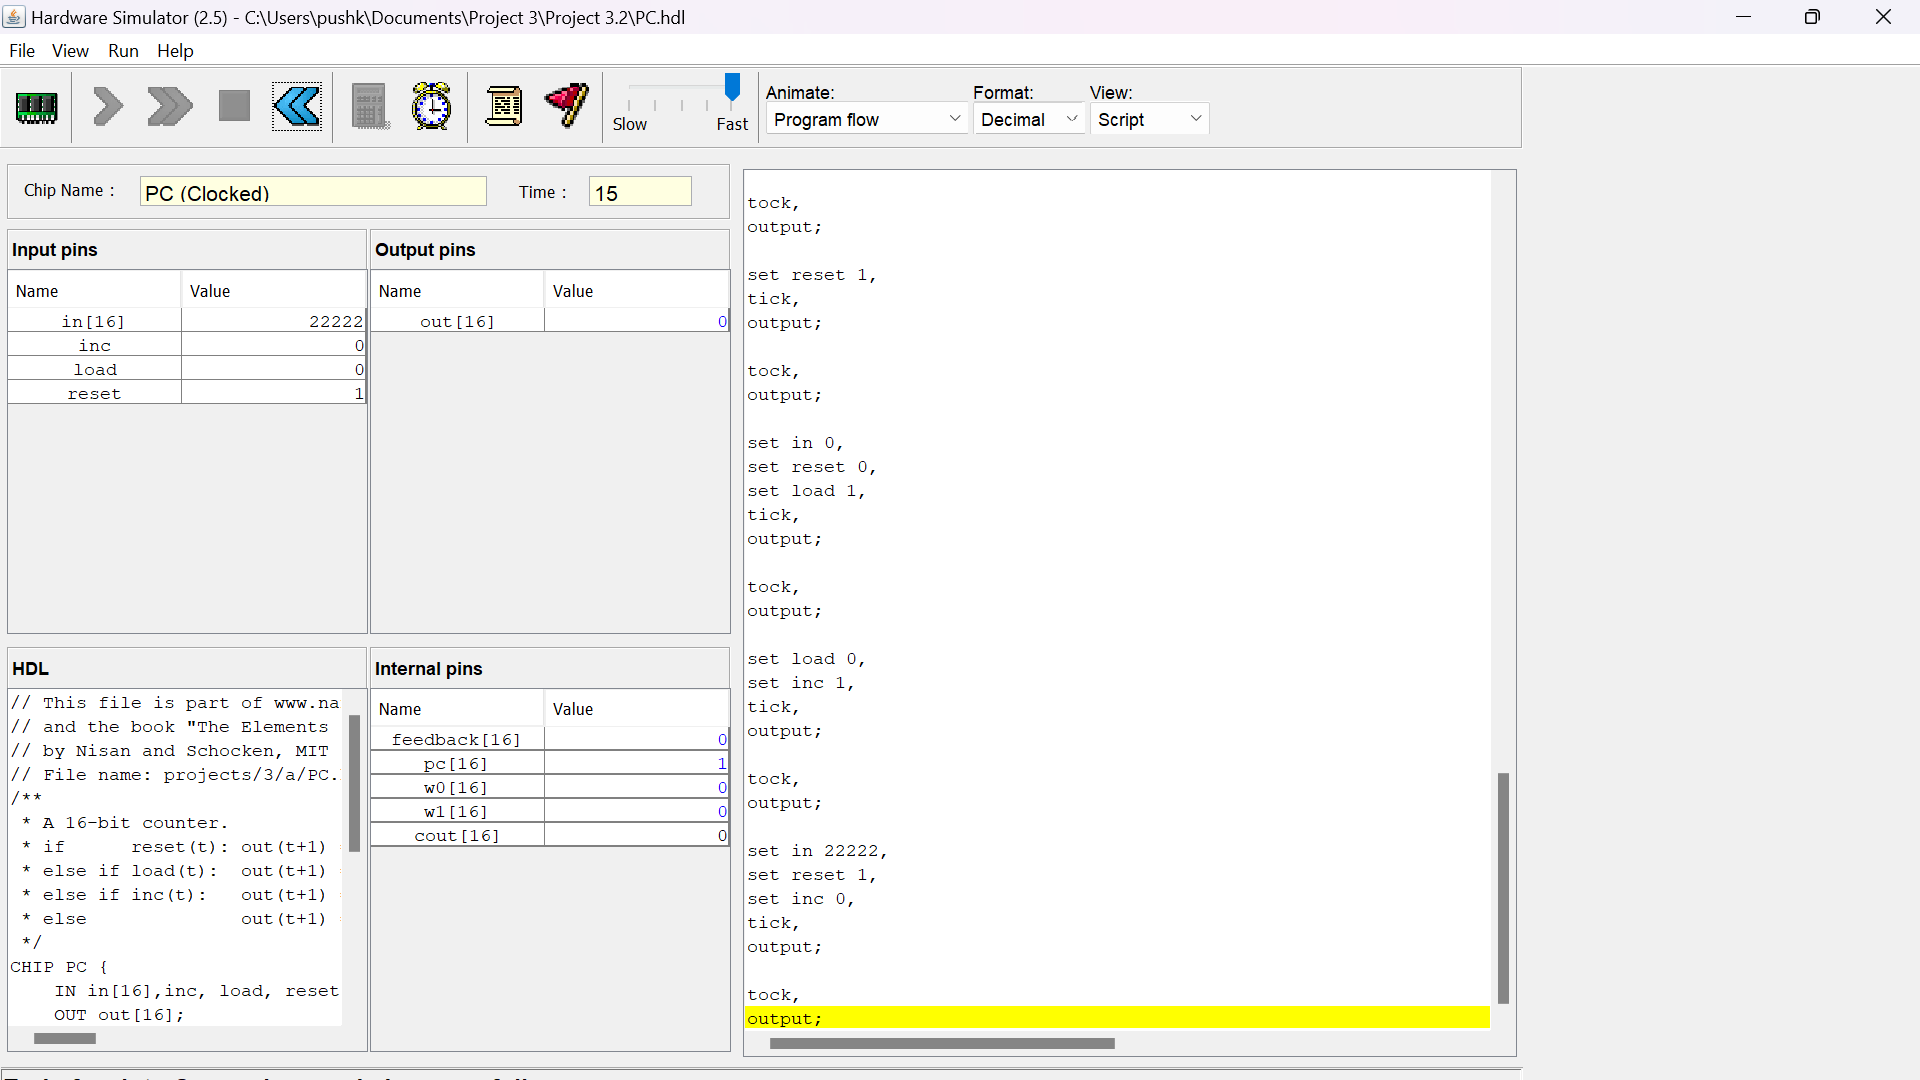 Hardware Simulator (2.5) - C:\Users\pushk\Documents\Project 3\Project 3.2\PC.hdl
File View Run Help
Slow Fast
Animate:
Program flow
Format:
Decimal
View:
Script
Chip Name : PC (Clocked) Time : 15
Input pins
Name Value
in[16] 22222
inc 0
load 0
reset 1
Output pins
Name Value
out[16] 0
HDL
// This file is part of www.na
// and the book "The Elements
// by Nisan and Schocken, MIT
// File name: projects/3/a/PC.
/**
* A 16-bit counter.
* if reset(t): out(t+1)
* else if load(t): out(t+1)
* else if inc(t): out(t+1)
* else out(t+1)
*/
CHIP PC {
IN in[16],inc, load, reset
OUT out[16];
Internal pins
Name Value
feedback[16] 0
pc[16] 1
w0[16] 0
w1[16] 0
cout[16] 0
tock,
output;
set reset 1,
tick,
output;
tock,
output;
set in 0,
set reset 0,
set load 1,
tick,
output;
tock,
output;
set load 0,
set inc 1,
tick,
output;
tock,
output;
set in 22222,
set reset 1,
set inc 0,
tick,
output;
tock,
output;